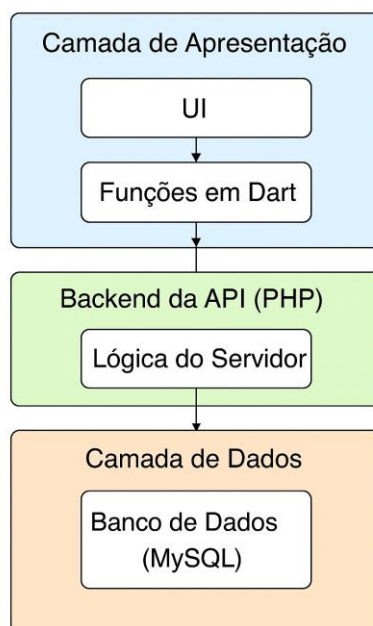 Camada de Apresentação
UI
Funções em Dart
Backend da API (PHP)
Lógica do Servidor
Camada de Dados
Banco de Dados
(MySQL)